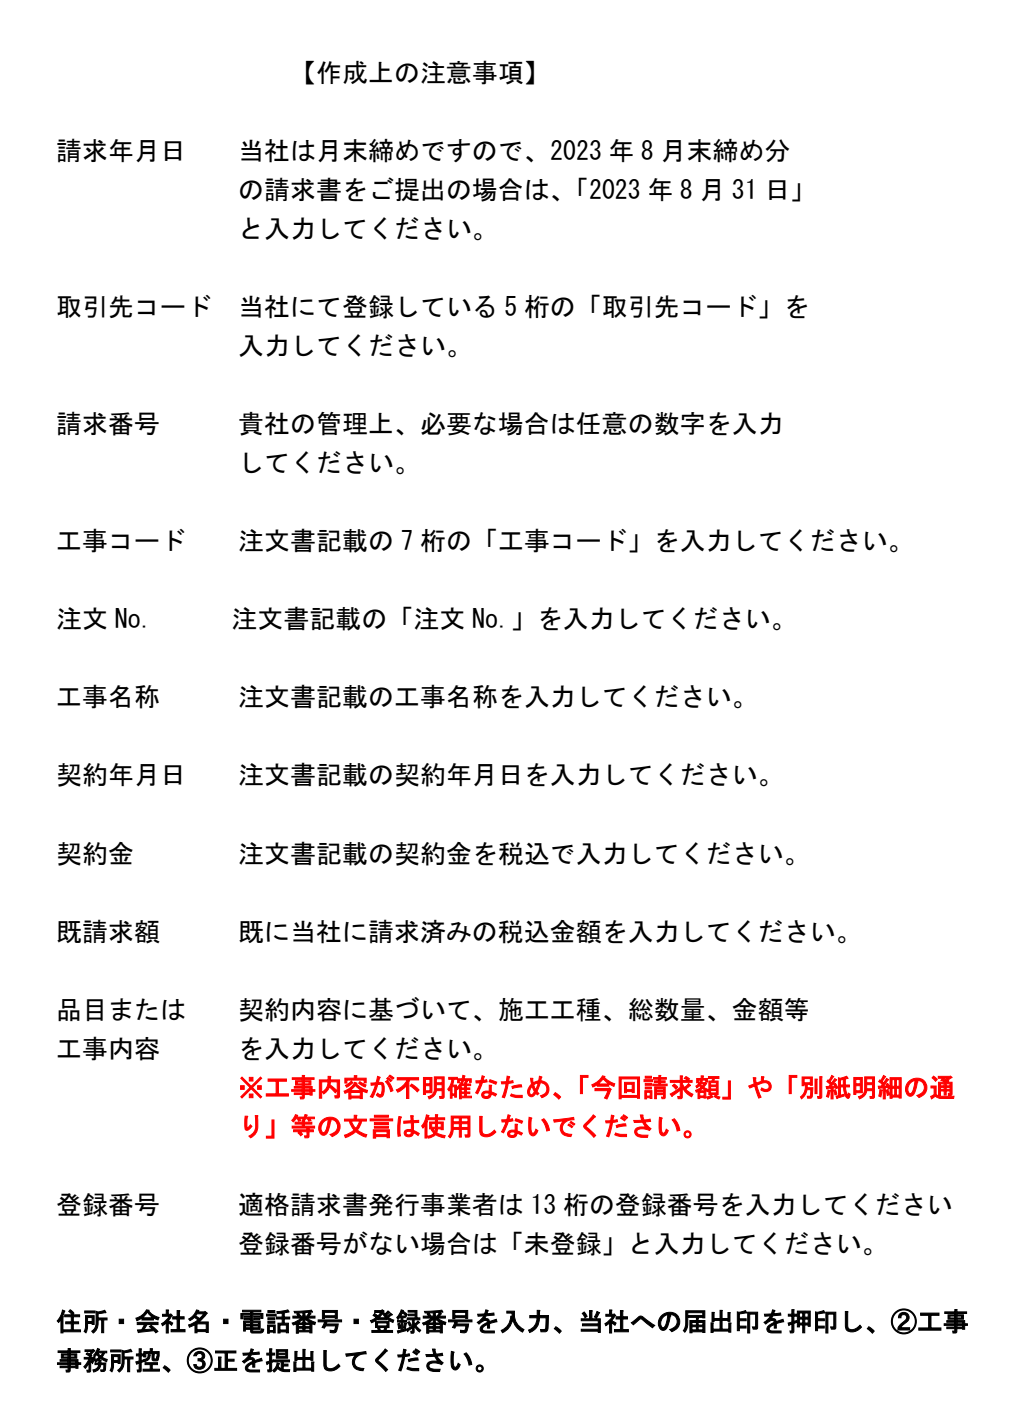 【作成上の注意事項】
請求年月日 当社は月末締めですので、2023年8月末締め分
の請求書をご提出の場合は、「2023年8月31日」
と入力してください。
取引先コード 当社にて登録している5桁の「取引先コード」を
入力してください。
請求番号 貴社の管理上、必要な場合は任意の数字を入力
してください。
工事コード 注文書記載の7桁の「工事コード」を入力してください。
注文No. 注文書記載の「注文No.」を入力してください。
工事名称 注文書記載の工事名称を入力してください。
契約年月日 注文書記載の契約年月日を入力してください。
契約金 注文書記載の契約金を税込で入力してください。
既請求額 既に当社に請求済みの税込金額を入力してください。
品目または 契約内容に基づいて、施工工種、総数量、金額等
工事内容 を入力してください。
※工事内容が不明確なため、「今回請求額」や「別紙明細の通
り」等の文言は使用しないでください。
登録番号 適格請求書発行事業者は13桁の登録番号を入力してください
登録番号がない場合は「未登録」と入力してください。
住所・会社名・電話番号・登録番号を入力、当社への届出印を押印し、②工事
事務所控、③正を提出してください。